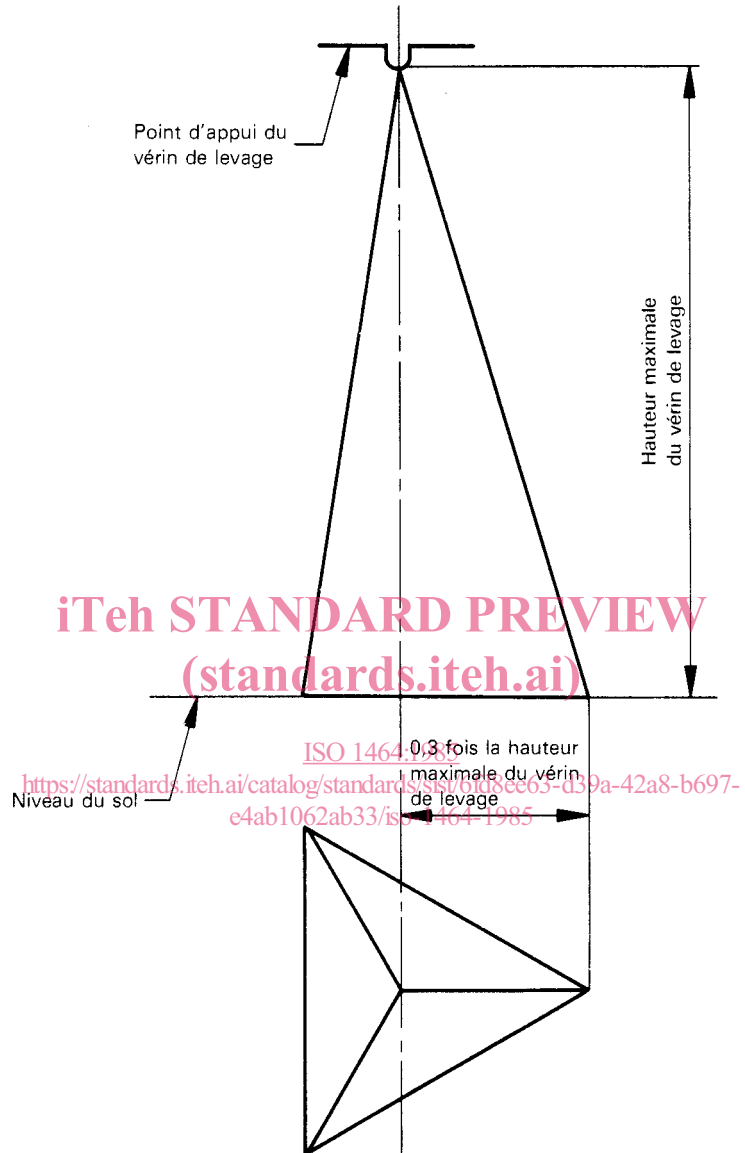 Point d'appui du
vérin de levage
Hauteur maximale
du vérin de levage
iTeh STANDARD PREVIEW
(standards.iteh.ai)
ISO 1464:1985
0,3 fois la hauteur
https://standards.iteh.ai/catalog/standards/sist/61d8ee63-d39a-42a8-b697-
maximale du vérin
Niveau du sol
de levage
e4ab1062ab33/iso-1464-1985